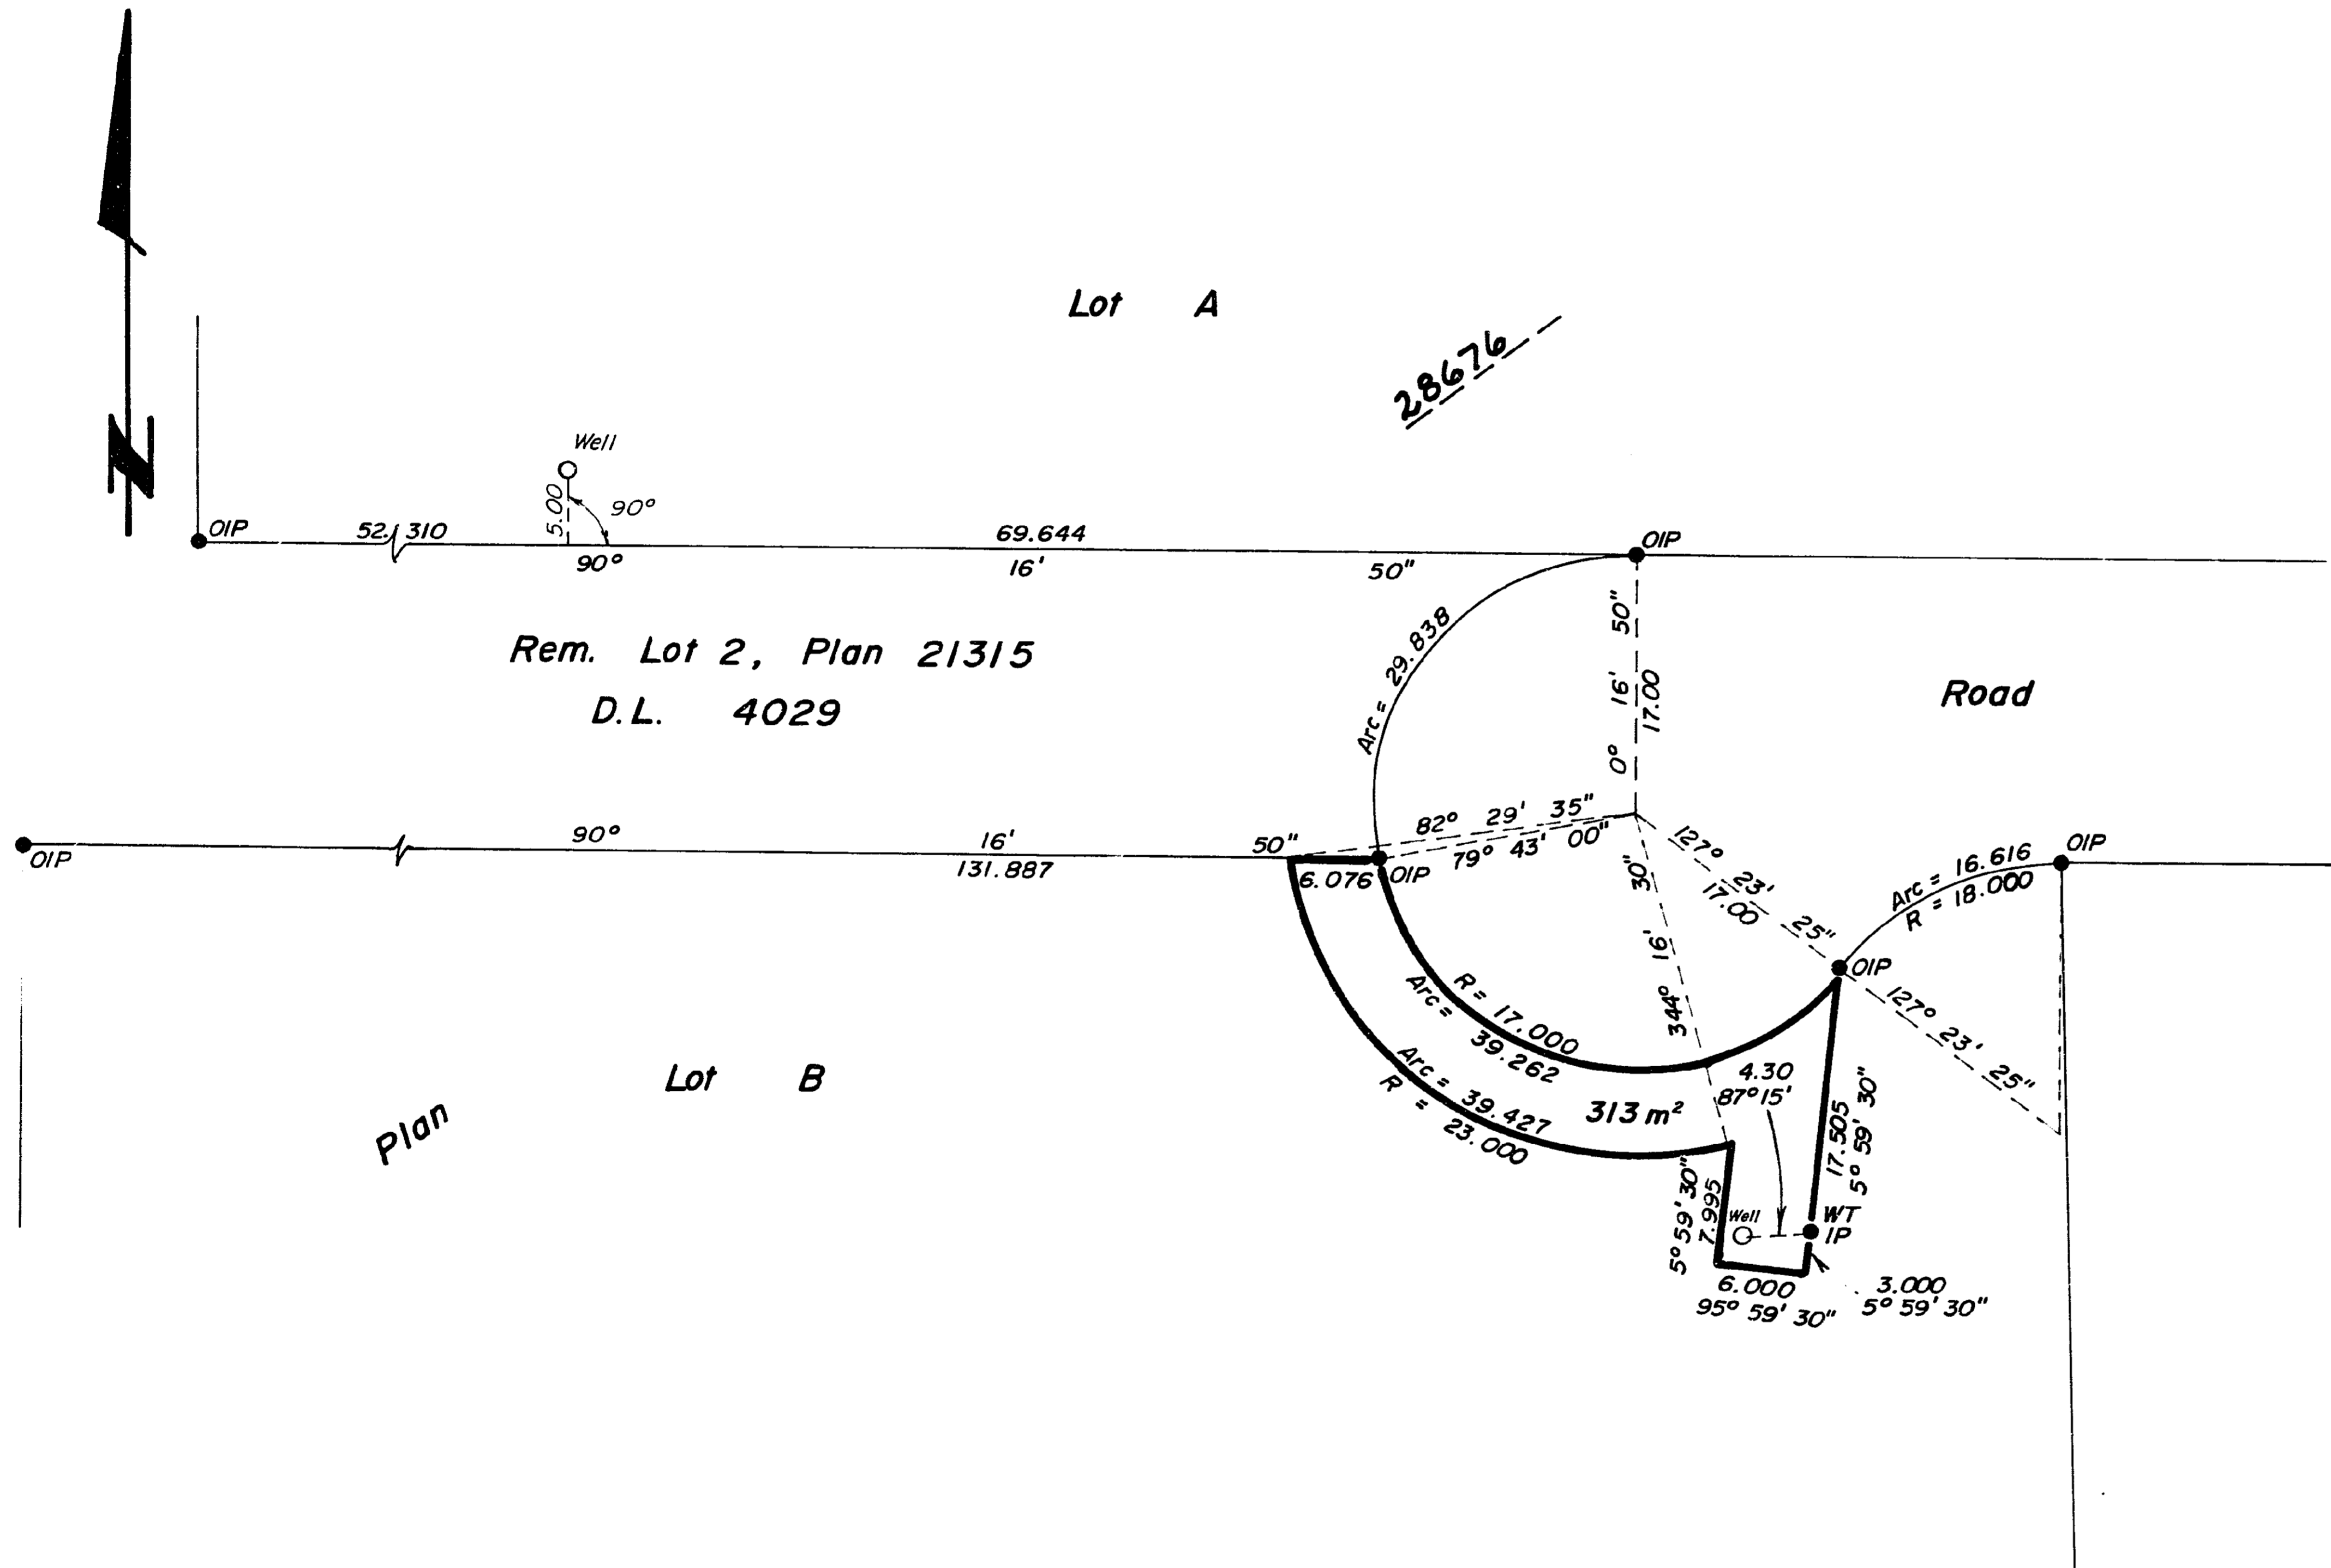 N
Lot A
28676
Well
5.00
90°
OIP
52.310
69.644
OIP
90° 16' 50"
Rem. Lot 2, Plan 21315
D.L. 4029
Arc = 29.838
0° 16' 50"
17.00
Road
82° 29' 35"
79° 43' 00"
90° 16' 50"
131.887
OIP
6.076
OIP
127° 23' 25"
17.00
344° 16' 30"
Arc = 16.616
R = 18.000
OIP
OIP
127° 23' 25"
R = 17.000
Arc = 39.262
Arc = 39.427
R = 23.000
313 m²
4.30
87°15'
17.505
5° 59' 30"
Lot B
Plan
5° 59' 30"
7.995
Well
WT
IP
6.000
95° 59' 30"
3.000
5° 59' 30"